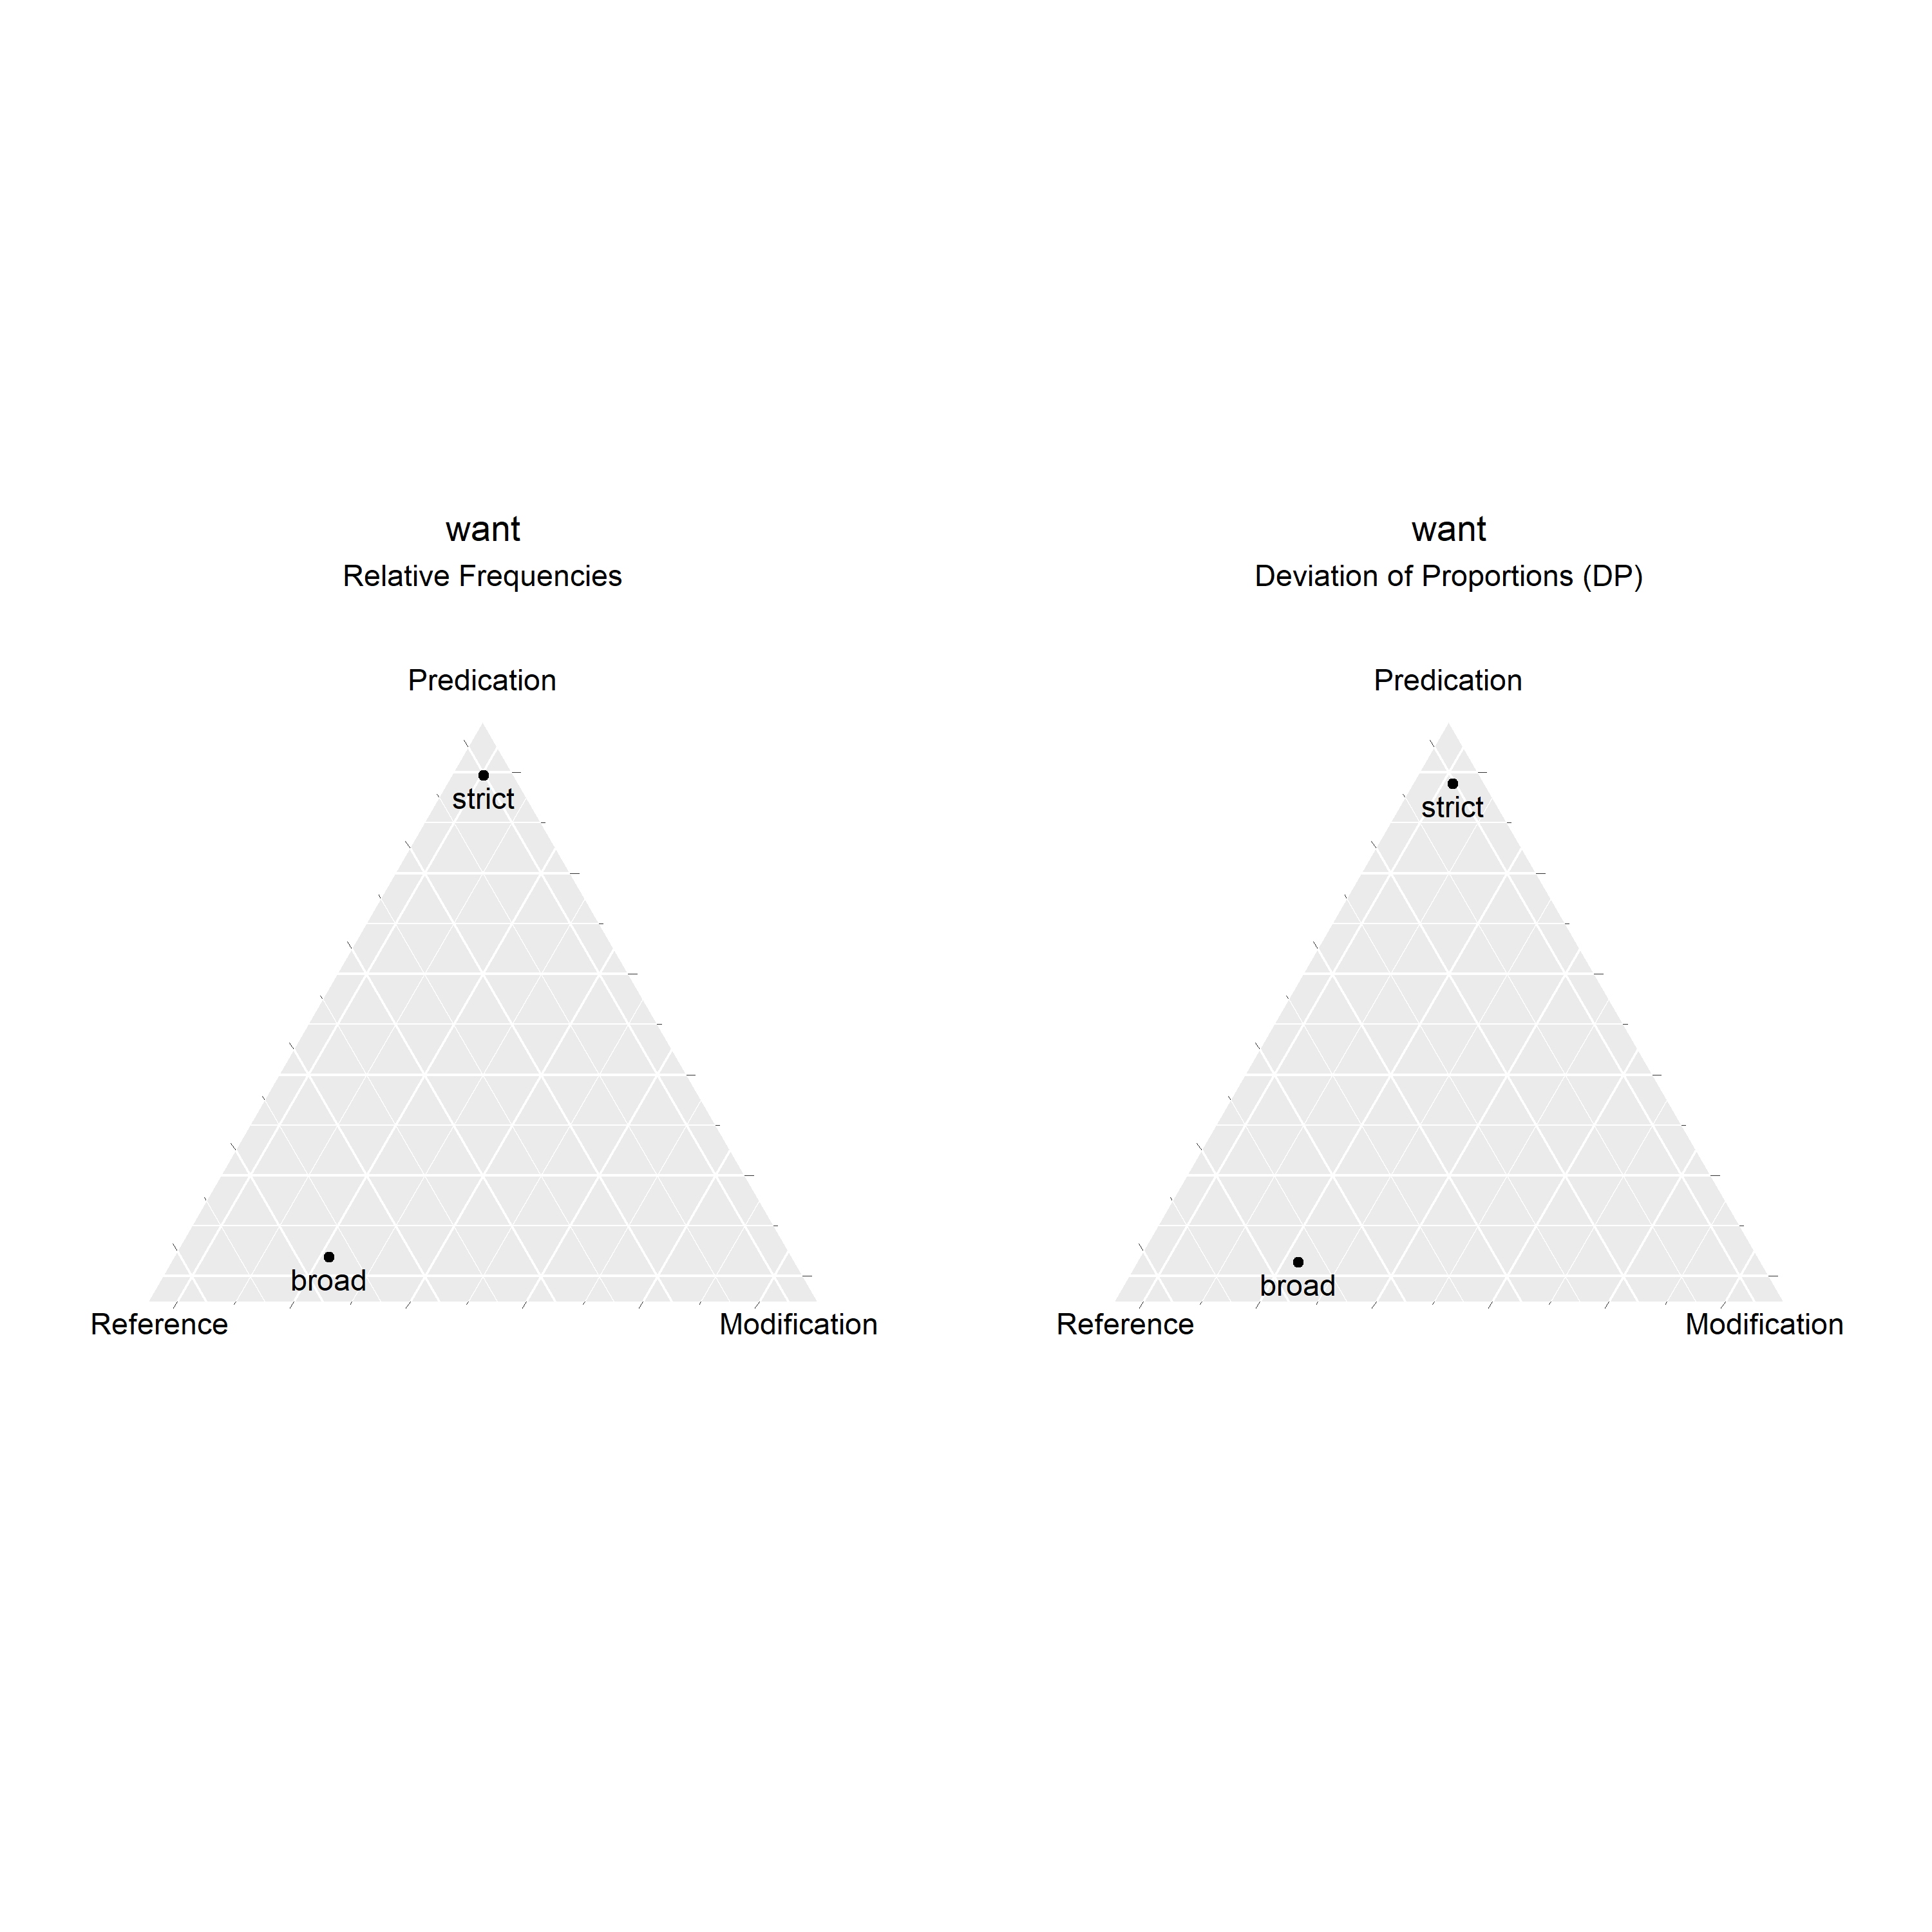 want
Relative Frequencies
Predication
strict
broad
Reference
Modification
want
Deviation of Proportions (DP)
Predication
strict
broad
Reference
Modification